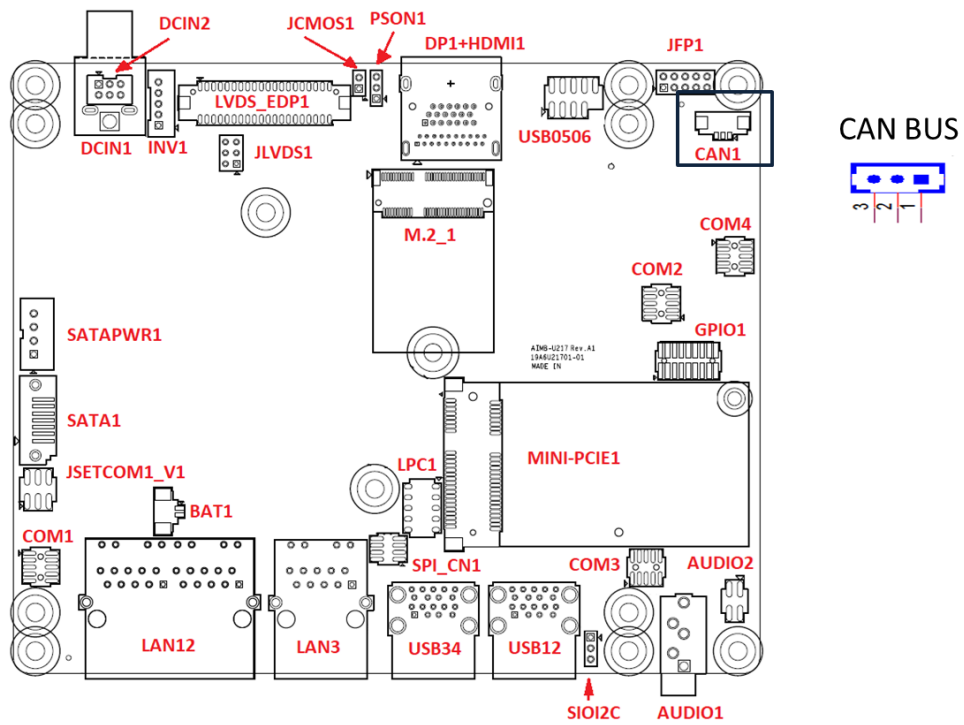 DCIN2
JCMOS1
PSON1
DP1+HDMI1
JFP1
LVDS_EDP1
USB0506
DCIN1
INV1
JLVDS1
CAN1
CAN BUS
3
2
1
M.2_1
COM4
COM2
SATAPWR1
GPIO1
AIMB-U217 Rev.A1
19A6U21701-01
MADE IN
SATA1
MINI-PCIE1
JSETCOM1_V1
LPC1
BAT1
COM1
SPI_CN1
COM3
AUDIO2
LAN12
LAN3
USB34
USB12
SIOI2C
AUDIO1